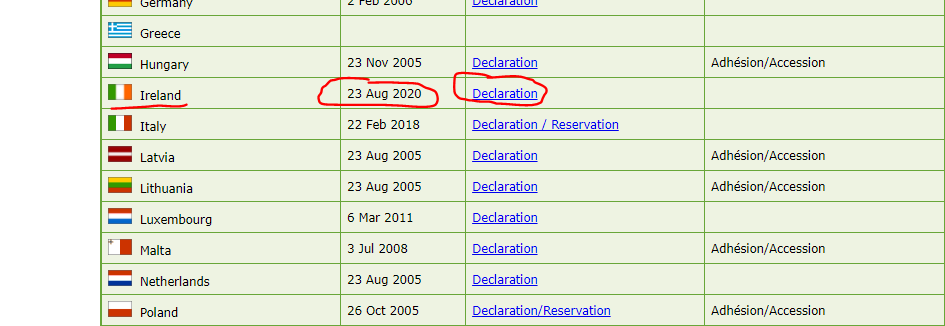 Germany 2 Feb 2006 Declaration
Greece
Hungary 23 Nov 2005 Declaration Adhésion/Accession
Ireland 23 Aug 2020 Declaration
Italy 22 Feb 2018 Declaration / Reservation
Latvia 23 Aug 2005 Declaration Adhésion/Accession
Lithuania 23 Aug 2005 Declaration Adhésion/Accession
Luxembourg 6 Mar 2011 Declaration
Malta 3 Jul 2008 Declaration Adhésion/Accession
Netherlands 23 Aug 2005 Declaration
Poland 26 Oct 2005 Declaration/Reservation Adhésion/Accession